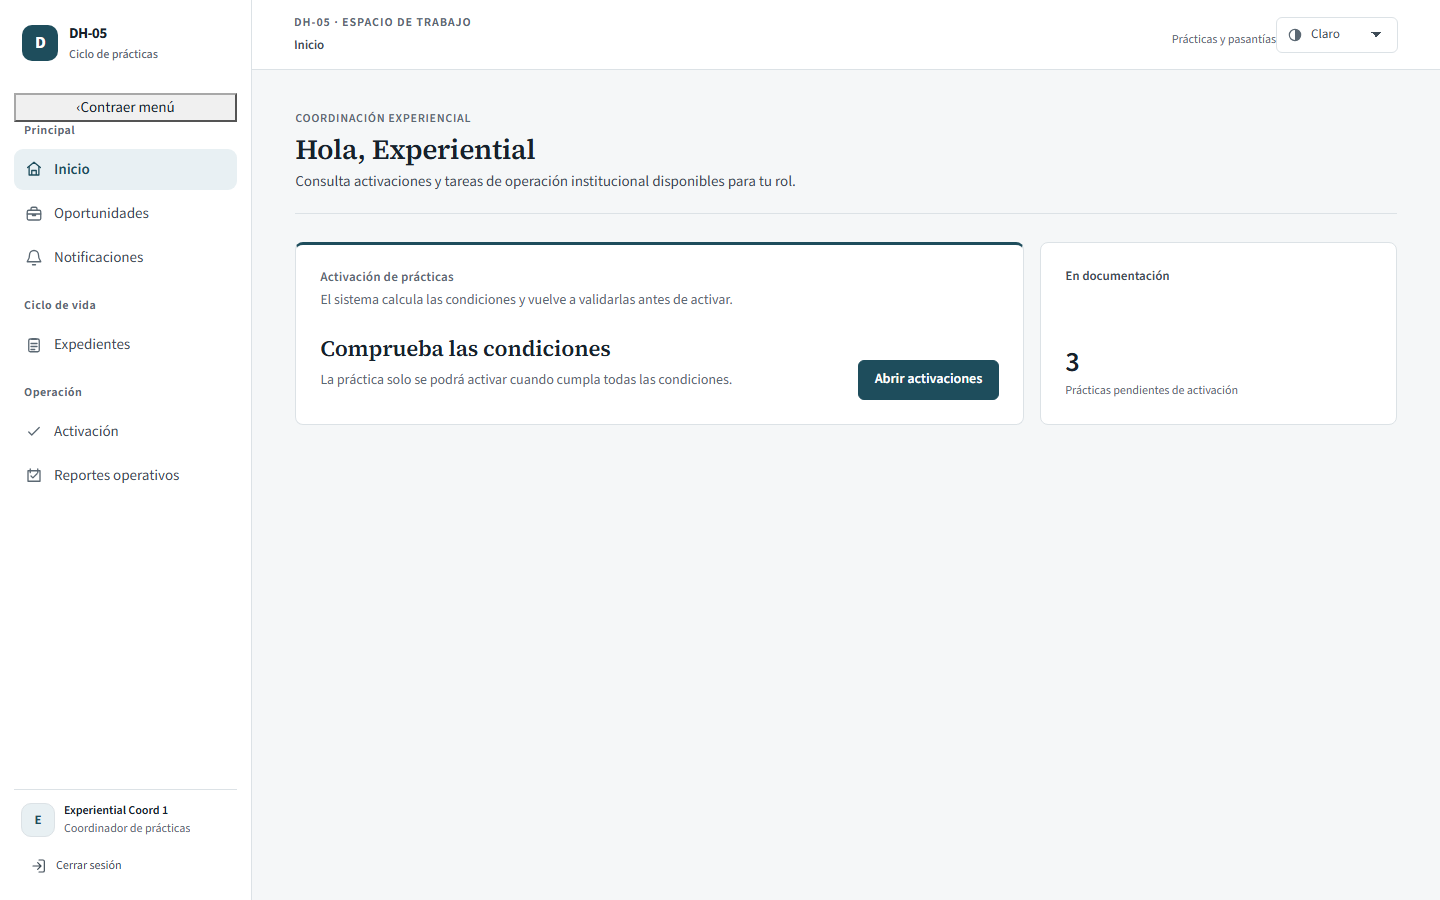 D
DH-05
Ciclo de prácticas
‹Contraer menú
Principal
Inicio
Oportunidades
Notificaciones
Ciclo de vida
Expedientes
Operación
Activación
Reportes operativos
E
Experiential Coord 1
Coordinador de prácticas
Cerrar sesión
DH-05 · ESPACIO DE TRABAJO
Inicio
Prácticas y pasantías
Claro
COORDINACIÓN EXPERIENCIAL
Hola, Experiential
Consulta activaciones y tareas de operación institucional disponibles para tu rol.
Activación de prácticas
El sistema calcula las condiciones y vuelve a validarlas antes de activar.
Comprueba las condiciones
La práctica solo se podrá activar cuando cumpla todas las condiciones.
Abrir activaciones
En documentación
3
Prácticas pendientes de activación